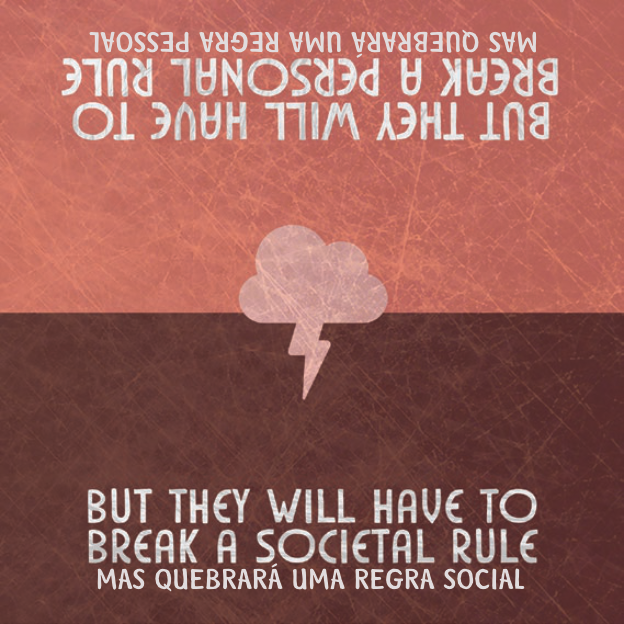 MAS QUEBRARÁ UMA REGRA PESSOAL
BUT THEY WILL HAVE TO
BREAK A PERSONAL RULE
BUT THEY WILL HAVE TO
BREAK A SOCIETAL RULE
MAS QUEBRARÁ UMA REGRA SOCIAL